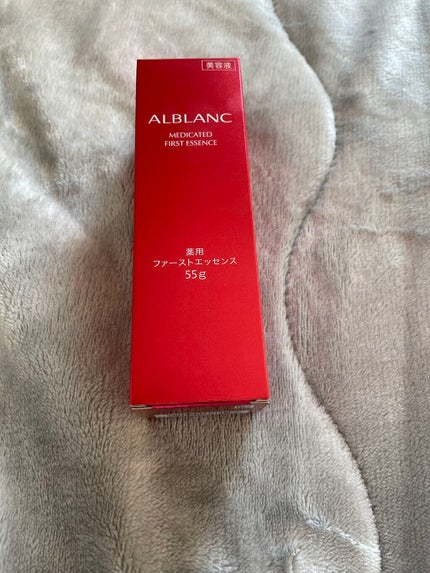 美容液
ALBLANC
MEDICATED
FIRST ESSENCE
薬用
ファーストエッセンス
55g